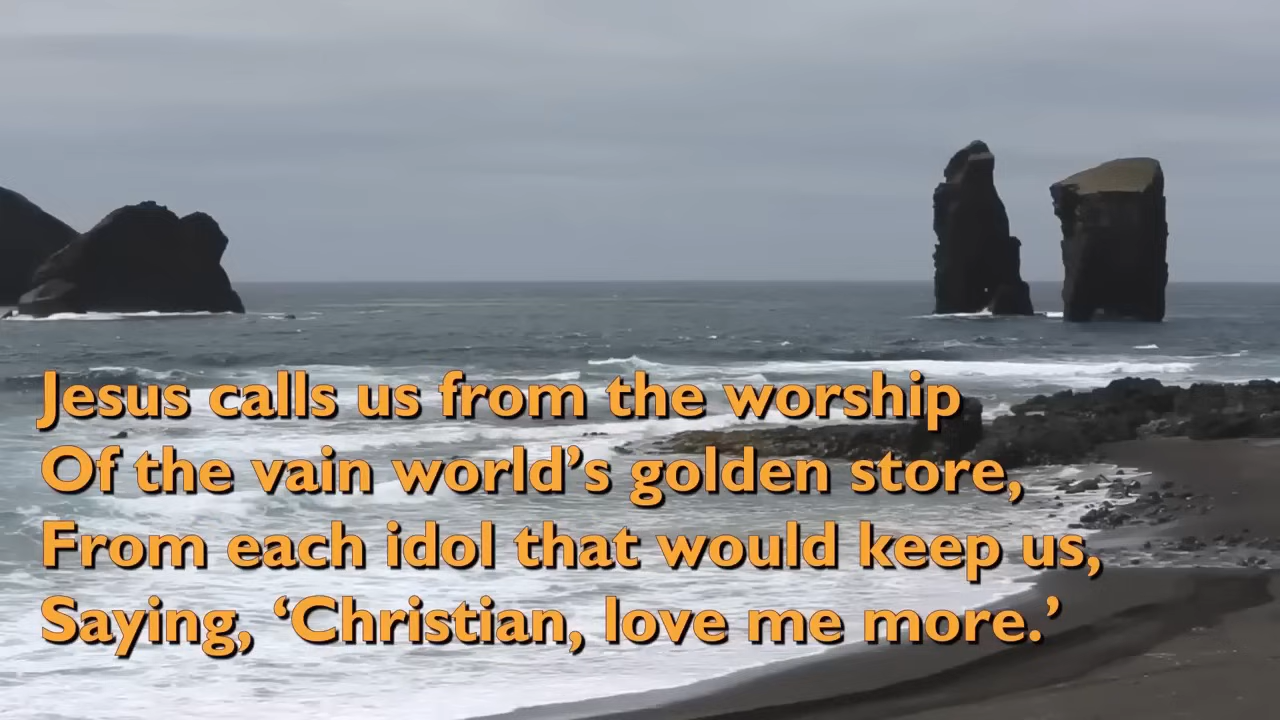 Jesus calls us from the worship
Of the vain world’s golden store,
From each idol that would keep us,
Saying, ‘Christian, love me more.’